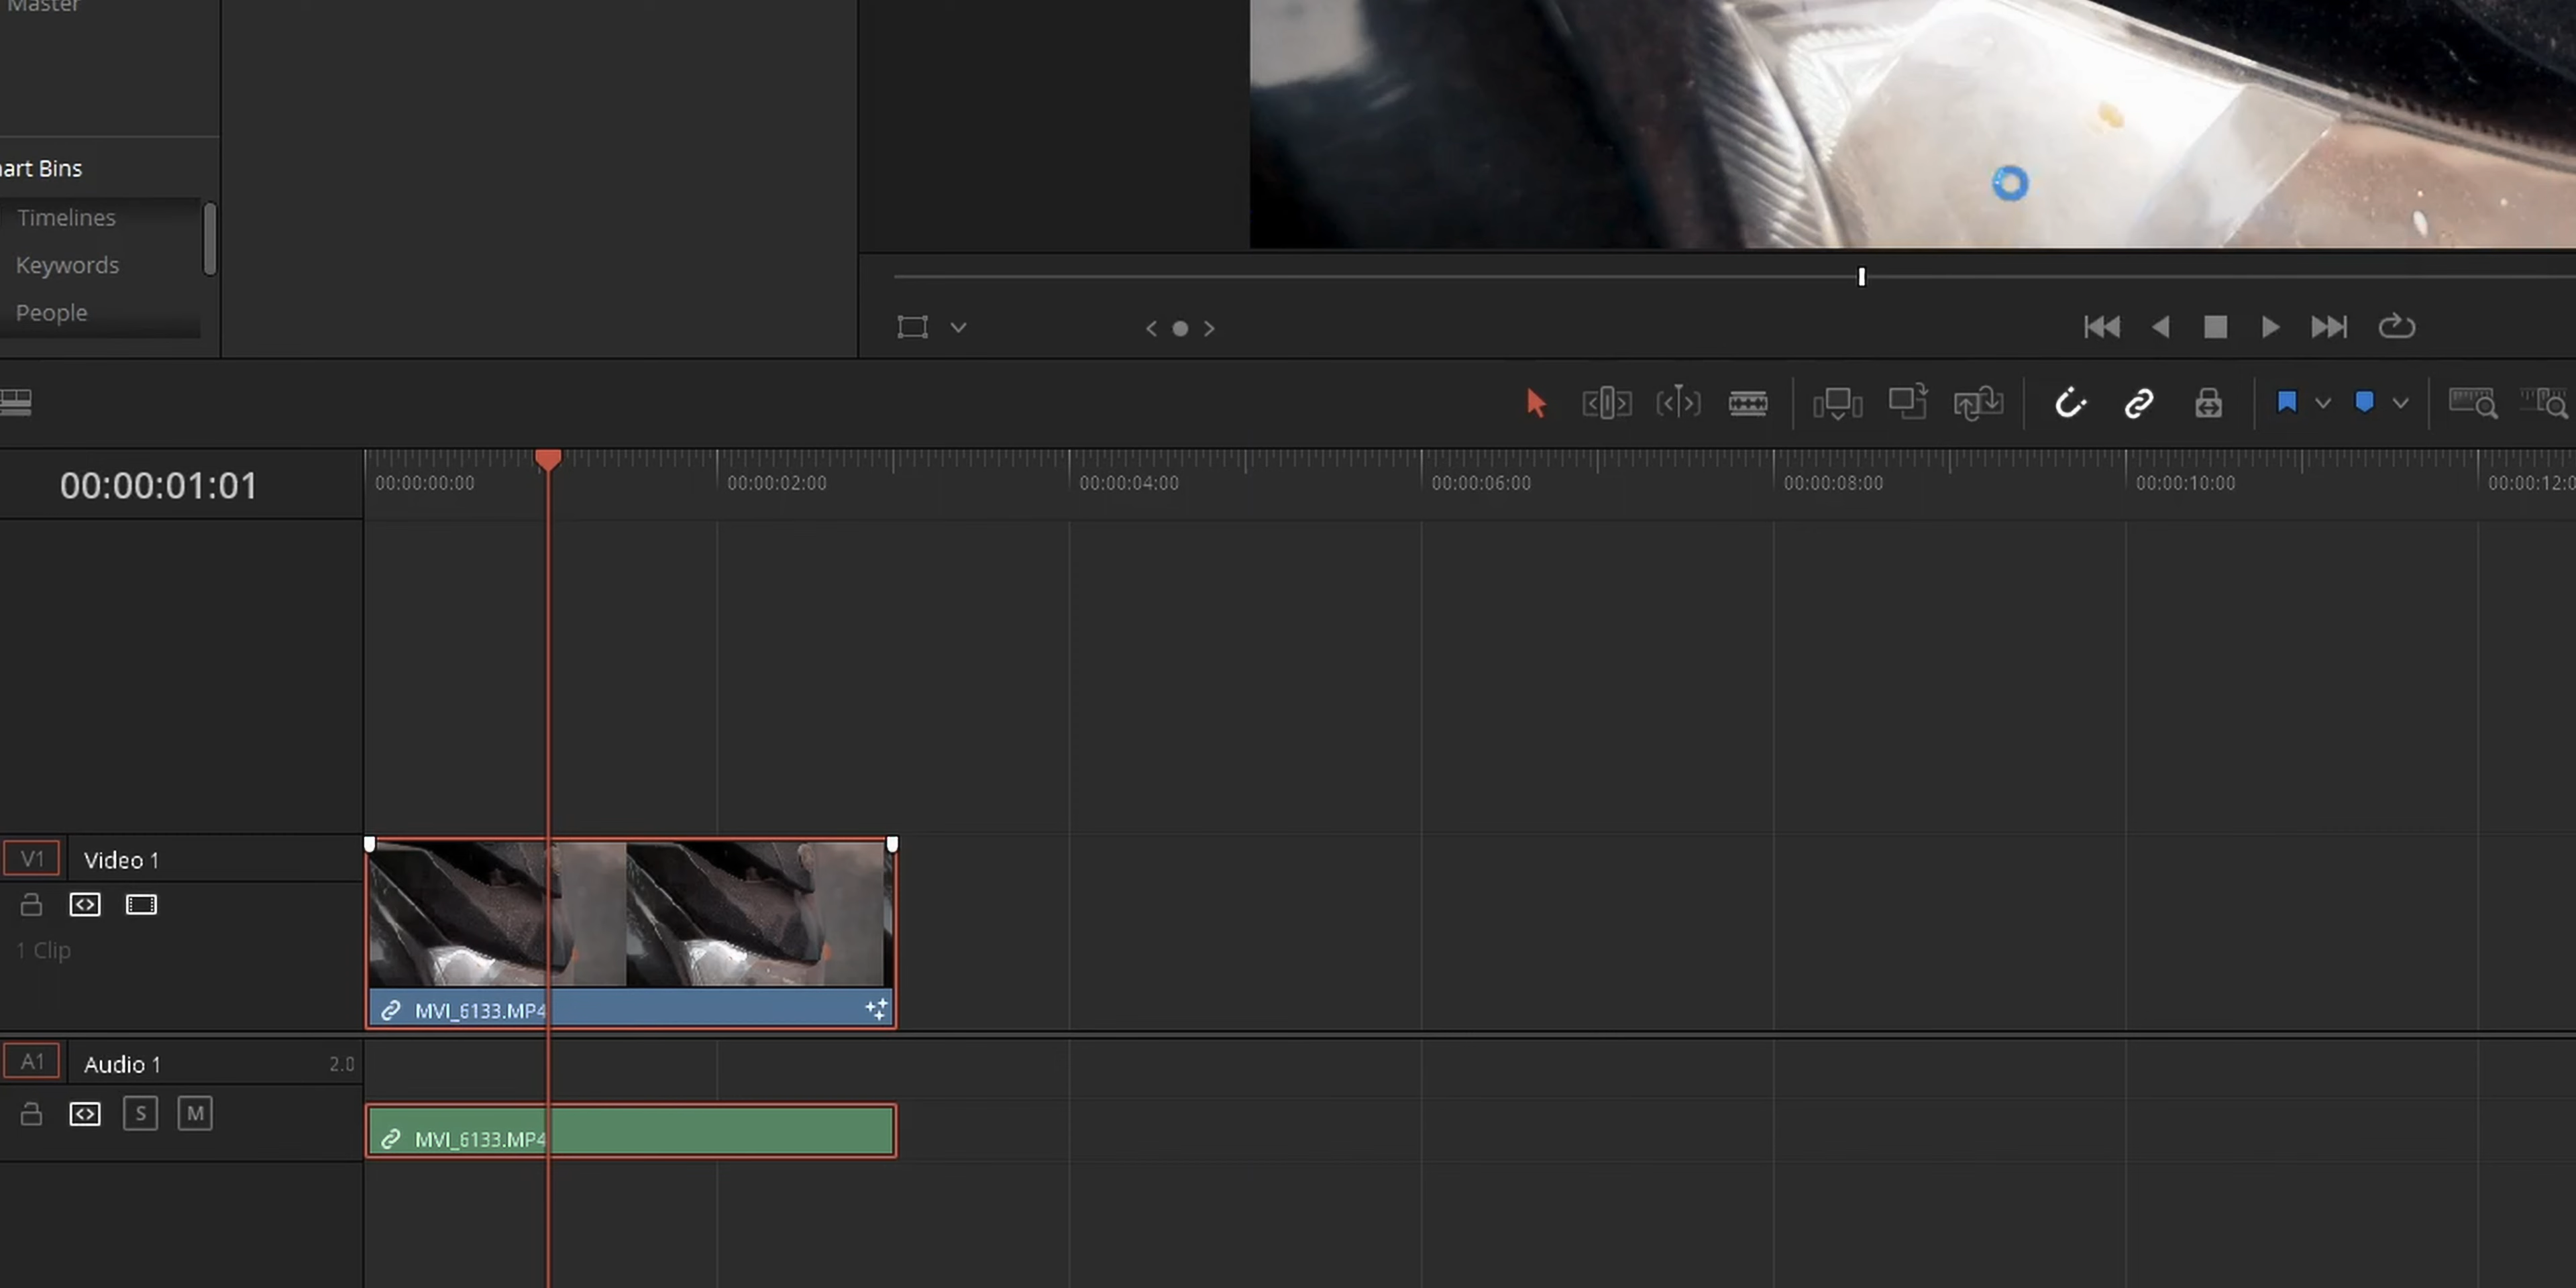 Master
art Bins
Timelines
Keywords
People
00:00:01:01
00:00:00:00
00:00:02:00
00:00:04:00
00:00:06:00
00:00:08:00
00:00:10:00
00:00:12:0
V1
Video 1
1 Clip
MVI_6133.MP4
A1
Audio 1
2.0
S
M
MVI_6133.MP4